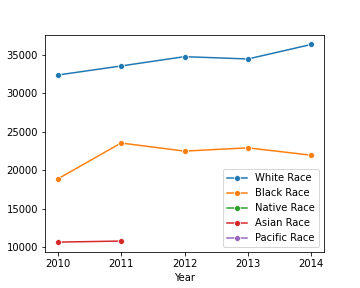 35000
30000
25000
20000
15000
10000
White Race
Black Race
Native Race
Asian Race
Pacific Race
2010 2011 2012 2013 2014
Year